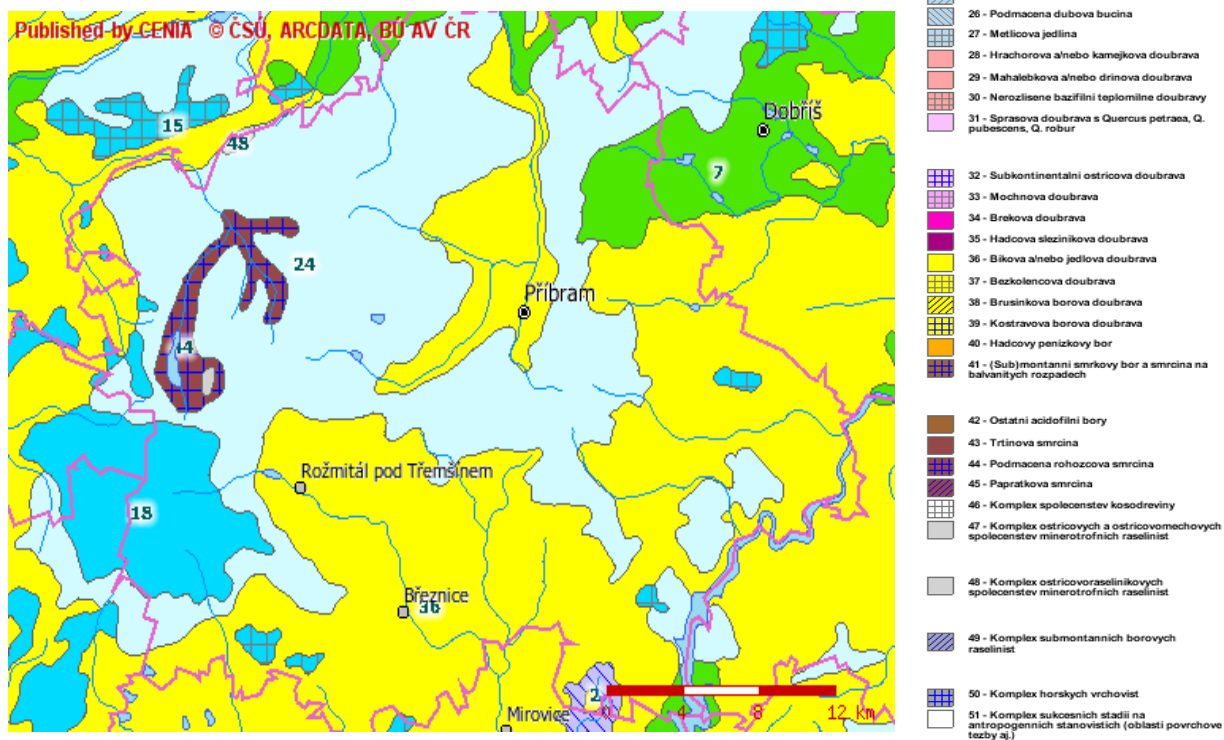 Published by CENIA © ČSÚ, ARCDATA, BÚ AV ČR
15
48
Dobříš
7
24
Příbram
44
Rožmitál pod Třemšínem
18
Březnice
36
2
Mirovice
0 4 8 12 km
26 - Podmacena dubova bucina
27 - Metlicova jedlina
28 - Hrachorova a/nebo kamejkova doubrava
29 - Mahalebkova a/nebo drinova doubrava
30 - Nerozlisene bazifilni teplomilne doubravy
31 - Sprasova doubrava s Quercus petraea, Q.
pubescens, Q. robur
32 - Subkontinentalni ostricova doubrava
33 - Mochnova doubrava
34 - Brekova doubrava
35 - Hadcova slezinikova doubrava
36 - Bikova a/nebo jedlova doubrava
37 - Bezkolencova doubrava
38 - Brusinkova borova doubrava
39 - Kostravova borova doubrava
40 - Hadcovy penizkovy bor
41 - (Sub)montanni smrkovy bor a smrcina na
balvanitych rozpadech
42 - Ostatni acidofilni bory
43 - Trtinova smrcina
44 - Podmacena rohozcova smrcina
45 - Papratkova smrcina
46 - Komplex spolecenstev kosodreviny
47 - Komplex ostricovych a ostricovomechovych
spolecenstev minerotrofnich raselinist
48 - Komplex ostricovoraselinikovych
spolecenstev minerotrofnich raselinist
49 - Komplex submontannich borovych
raselinist
50 - Komplex horskych vrchovist
51 - Komplex sukcesnich stadii na
antropogennich stanovistich (oblasti povrchove
tezby aj.)